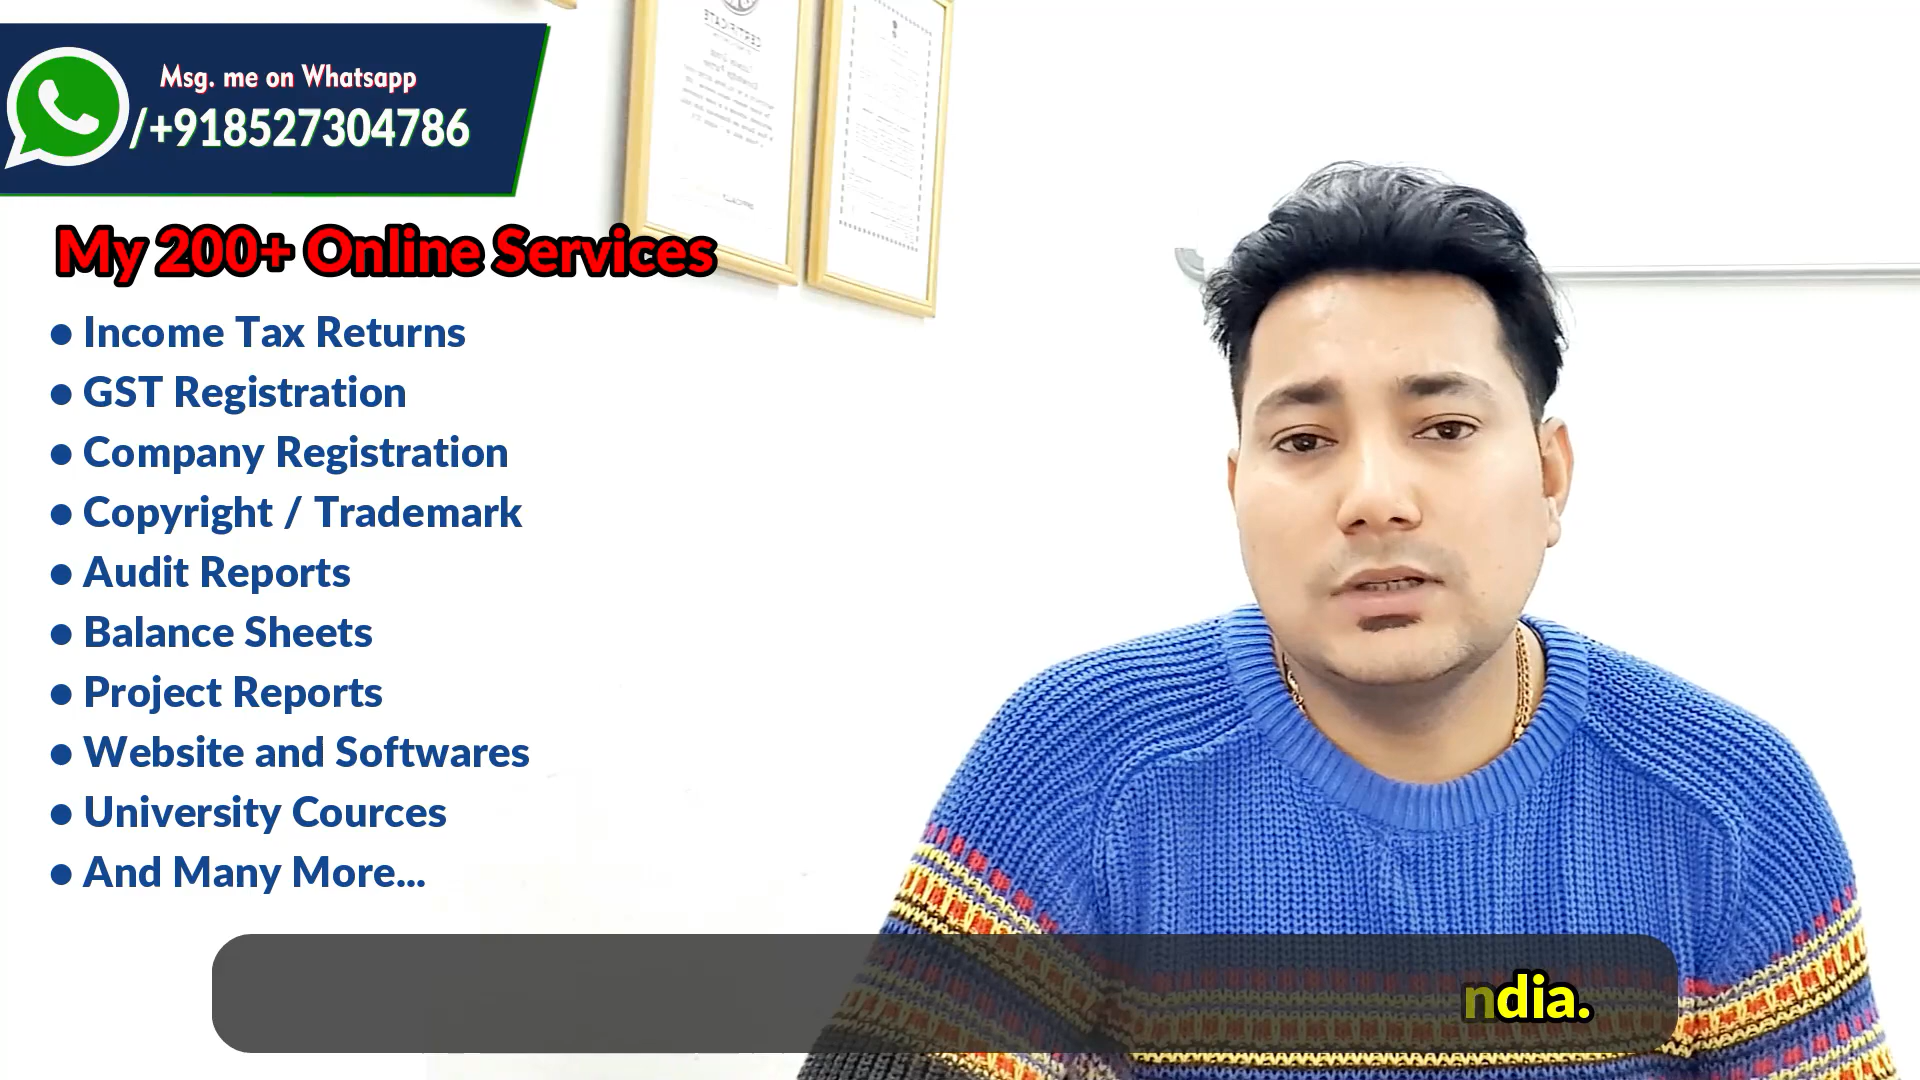 Msg. me on Whatsapp
/+918527304786
My 200+ Online Services
• Income Tax Returns
• GST Registration
• Company Registration
• Copyright / Trademark
• Audit Reports
• Balance Sheets
• Project Reports
• Website and Softwares
• University Cources
• And Many More...
ndia.
CERTIFICATE